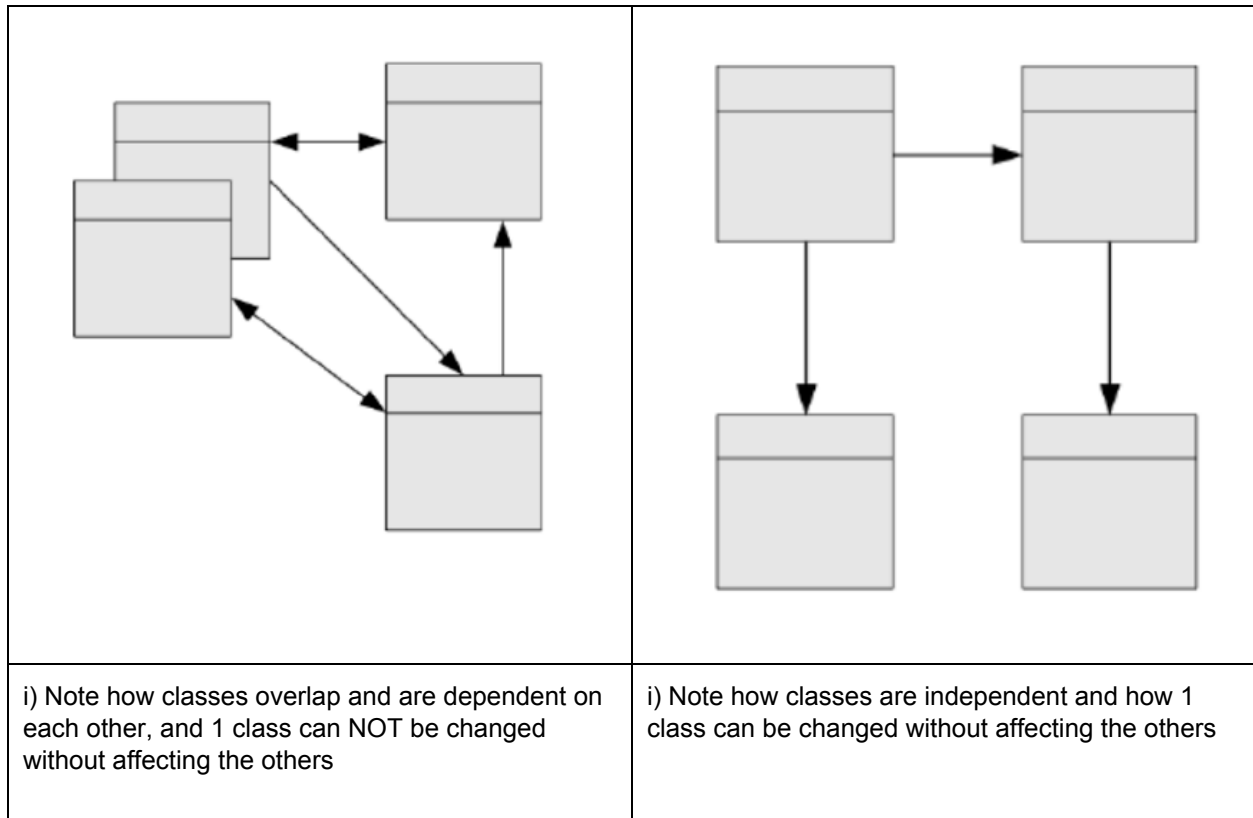 i) Note how classes overlap and are dependent on
each other, and 1 class can NOT be changed
without affecting the others
i) Note how classes are independent and how 1
class can be changed without affecting the others